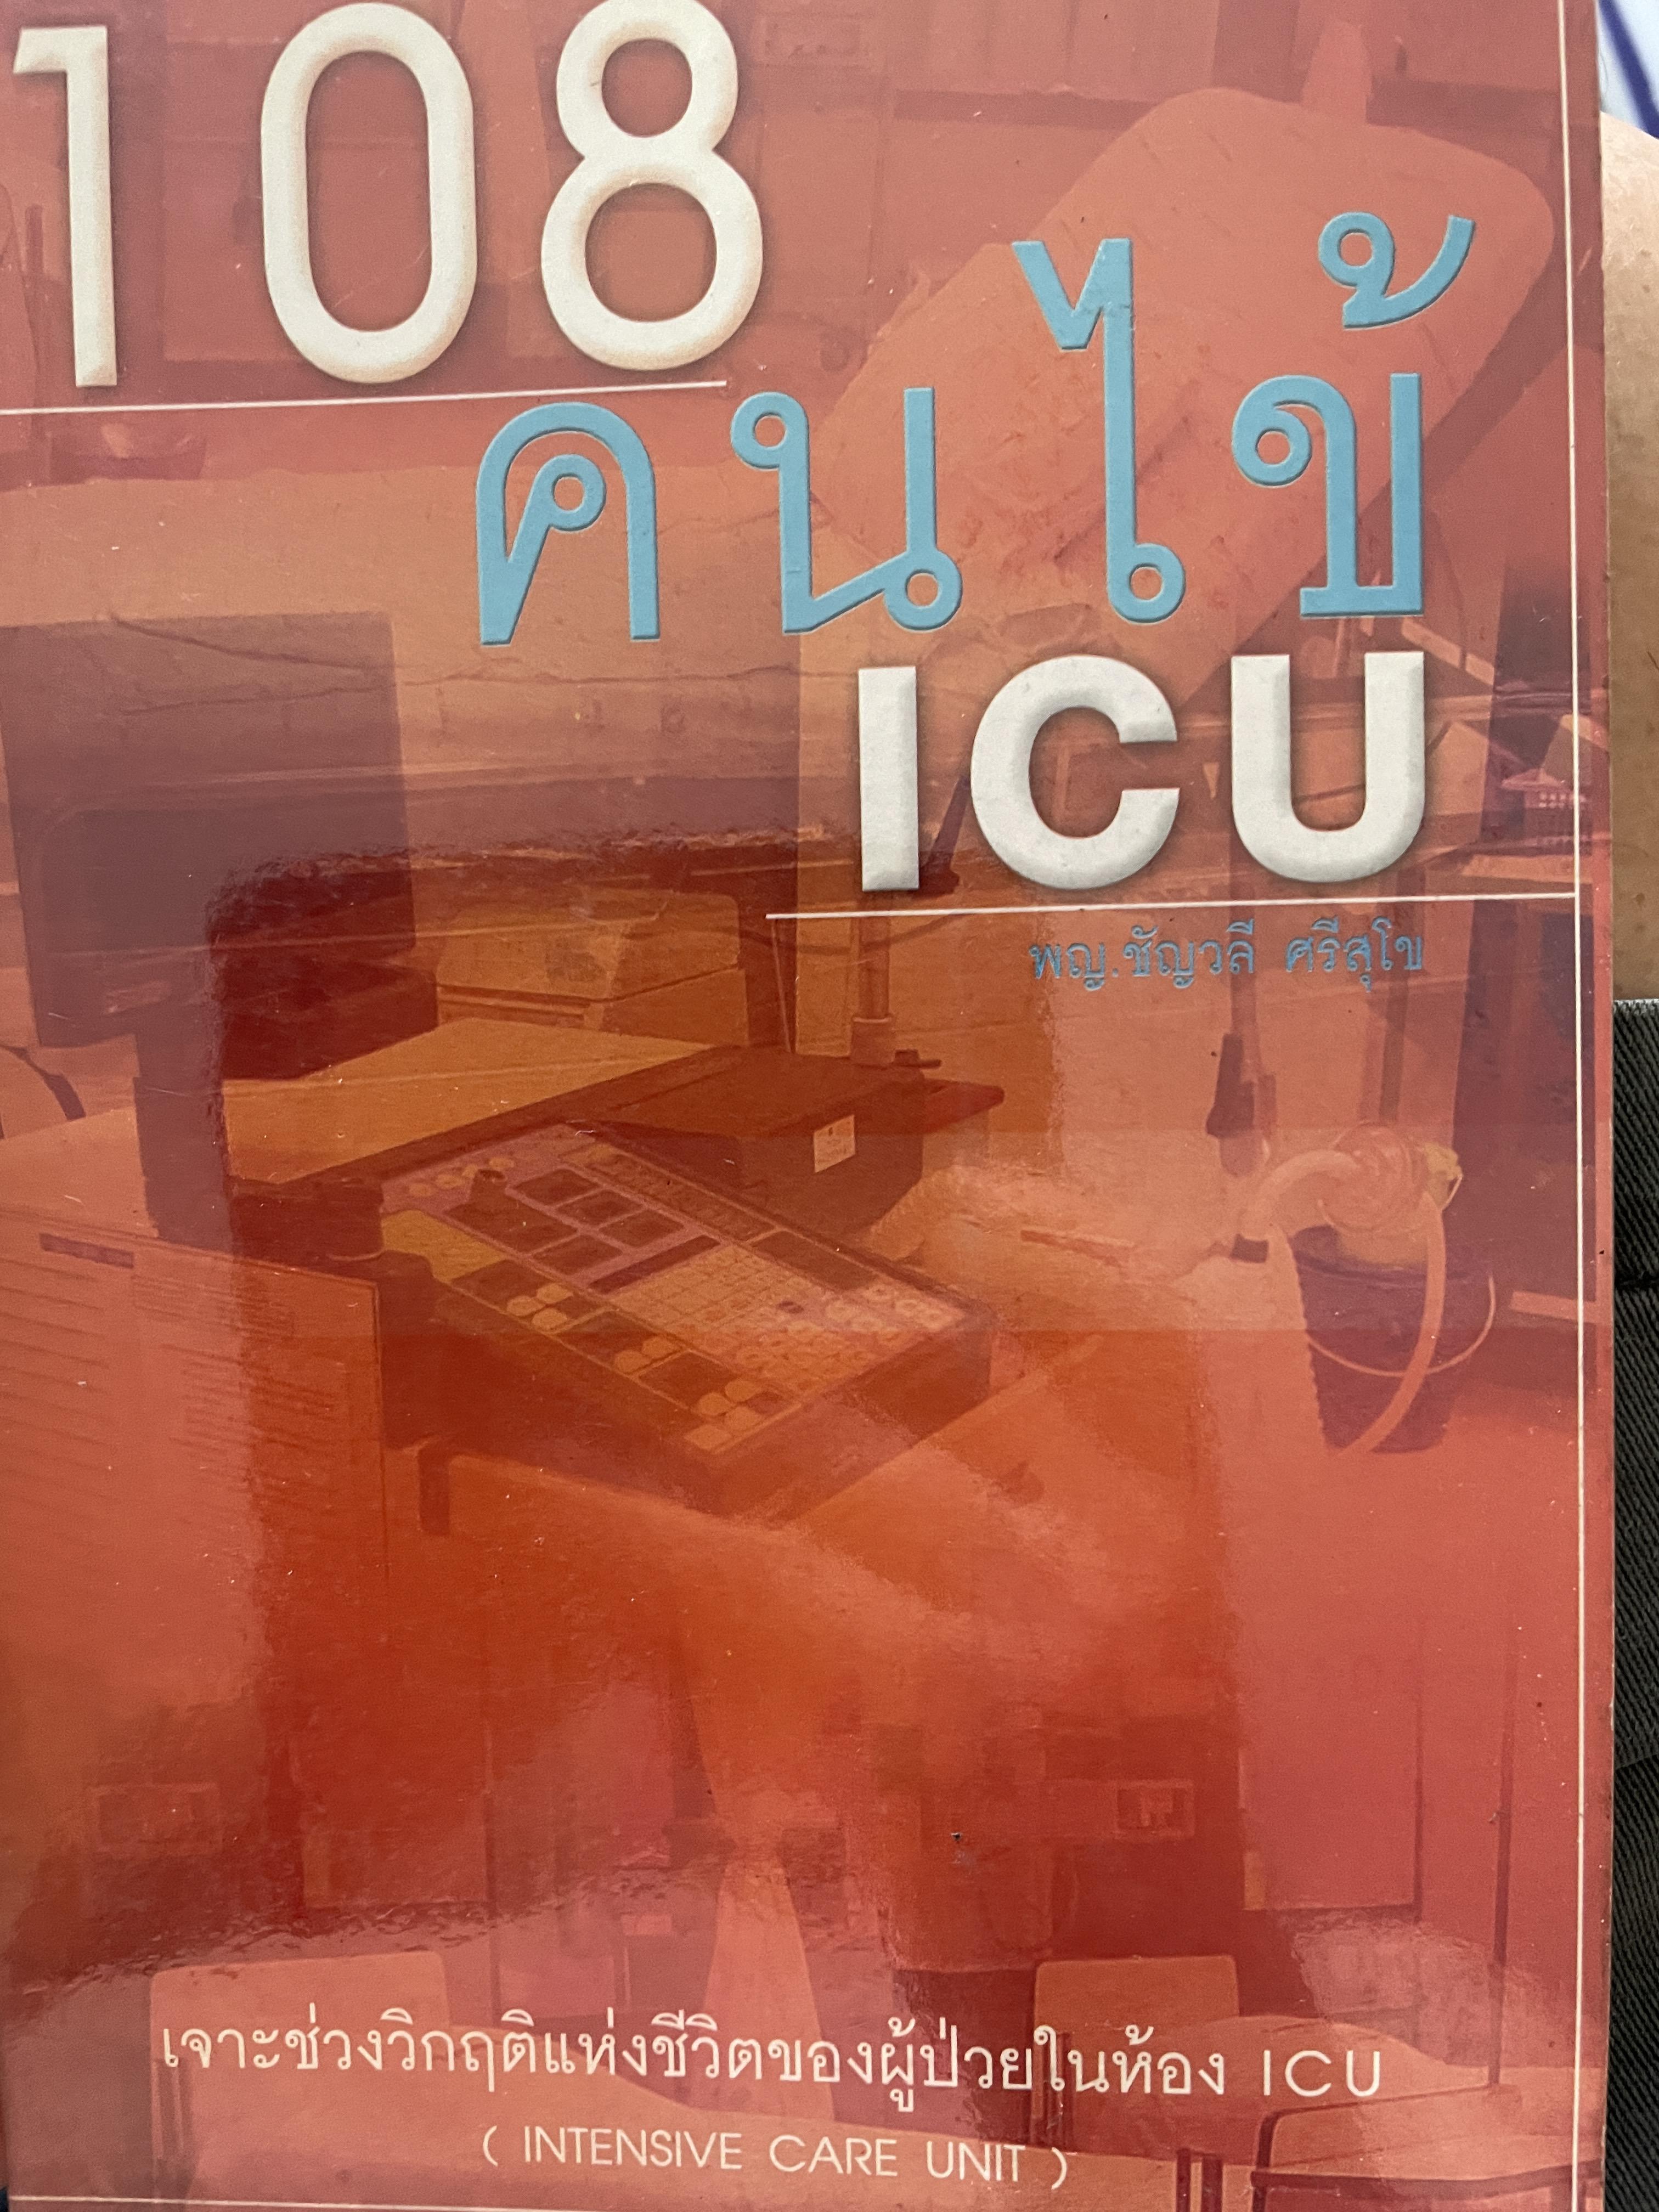 108
คนไข้
ICU
พญ.ชัญวลี ศรีสุโข
เจาะช่วงวิกฤติแห่งชีวิตของผู้ป่วยในห้อง ICU
( INTENSIVE CARE UNIT )